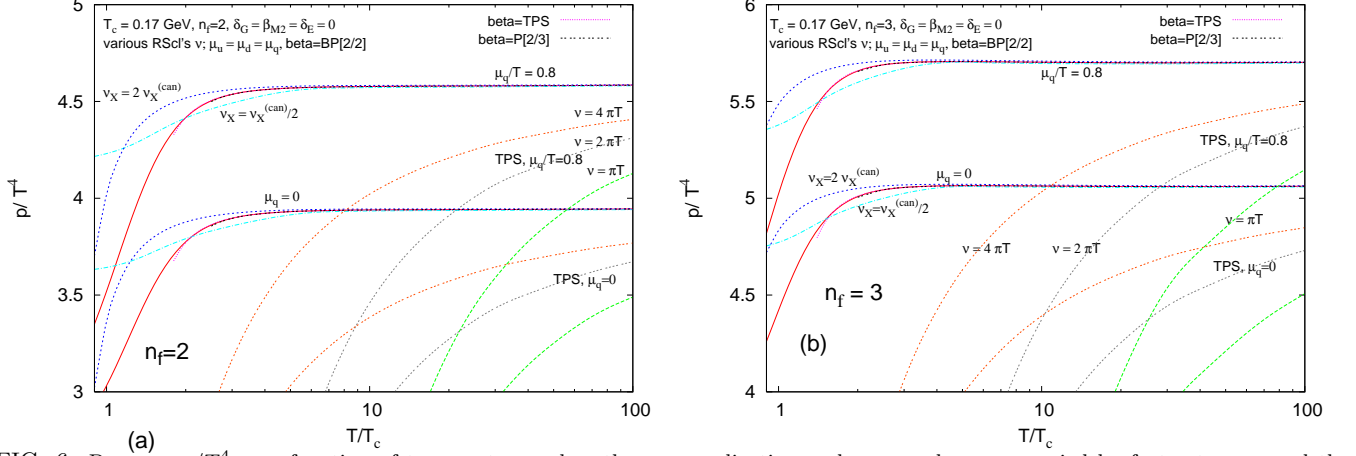 T_c = 0.17 GeV, n_f=2, δ_G = β_M2 = δ_E = 0
various RScl's ν; μ_u = μ_d = μ_q, beta=BP[2/2]
beta=TPS
beta=P[2/3]
μ_q/T = 0.8
ν_X = 2 ν_X^(can)
ν_X = ν_X^(can)/2
ν = 4 πT
ν = 2 πT
TPS, μ_q/T=0.8
ν = πT
μ_q = 0
TPS, μ_q=0
n_f=2
p/ T^4
5
4.5
4
3.5
3
1
10
100
T/T_c
(a)
T_c = 0.17 GeV, n_f=3, δ_G = β_M2 = δ_E = 0
various RScl's ν; μ_u = μ_d = μ_q, beta=BP[2/2]
beta=TPS
beta=P[2/3]
μ_q/T = 0.8
TPS, μ_q/T=0.8
ν_X=2 ν_X^(can)
μ_q = 0
ν_X=ν_X^(can)/2
ν = πT
ν = 4 πT
ν = 2 πT
TPS, μ_q=0
n_f = 3
(b)
p/ T^4
6
5.5
5
4.5
4
1
10
100
T/T_c